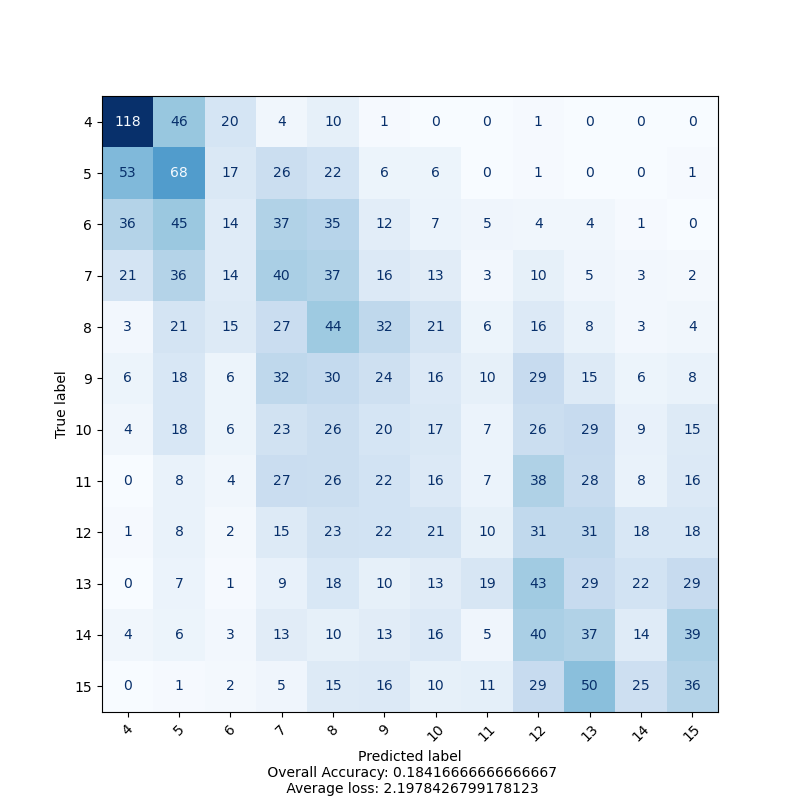 4 118 46 20 4 10 1 0 0 1 0 0 0
5 53 68 17 26 22 6 6 0 1 0 0 1
6 36 45 14 37 35 12 7 5 4 4 1 0
7 21 36 14 40 37 16 13 3 10 5 3 2
8 3 21 15 27 44 32 21 6 16 8 3 4
9 6 18 6 32 30 24 16 10 29 15 6 8
10 4 18 6 23 26 20 17 7 26 29 9 15
11 0 8 4 27 26 22 16 7 38 28 8 16
12 1 8 2 15 23 22 21 10 31 31 18 18
13 0 7 1 9 18 10 13 19 43 29 22 29
14 4 6 3 13 10 13 16 5 40 37 14 39
15 0 1 2 5 15 16 10 11 29 50 25 36
True label
4 5 6 7 8 9 10 11 12 13 14 15
Predicted label
Overall Accuracy: 0.18416666666666667
Average loss: 2.1978426799178123